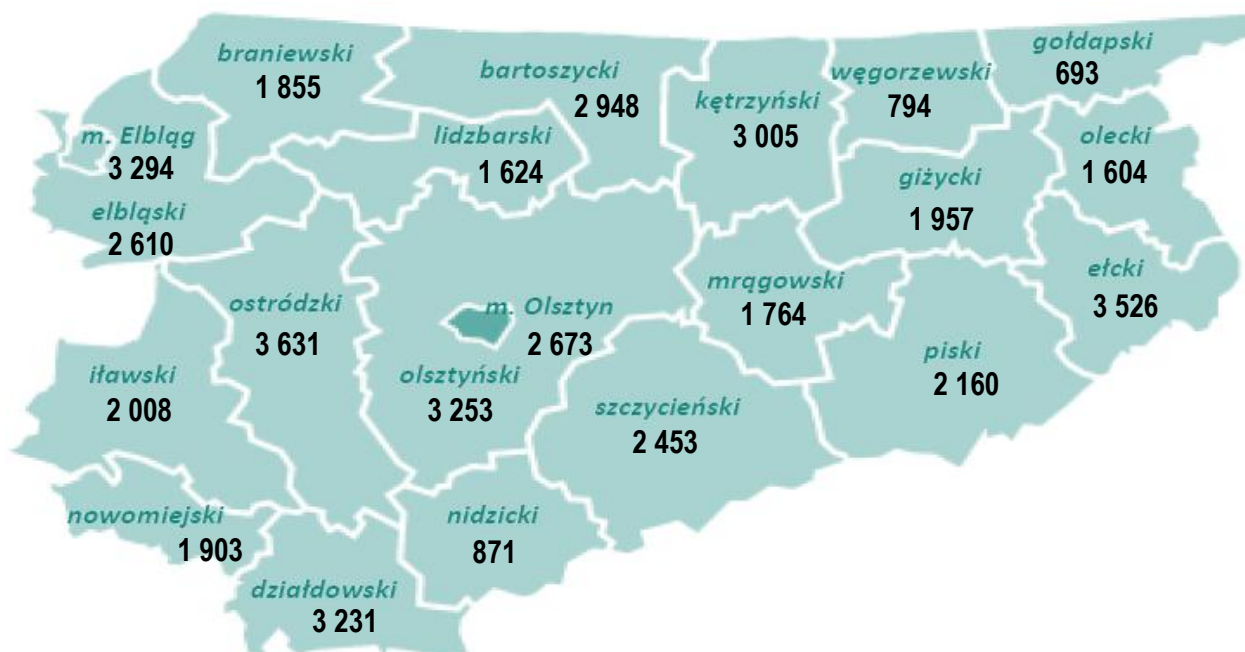 braniewski
1 855
bartoszycki
2 948
kętrzyński
3 005
węgorzewski
794
gołdapski
693
m. Elbląg
3 294
lidzbarski
1 624
olecki
1 604
giżycki
1 957
elbląski
2 610
ostródzki
3 631
m. Olsztyn
2 673
mrągowski
1 764
ełcki
3 526
iławski
2 008
olsztyński
3 253
szczycieński
2 453
piski
2 160
nowomiejski
1 903
nidzicki
871
działdowski
3 231